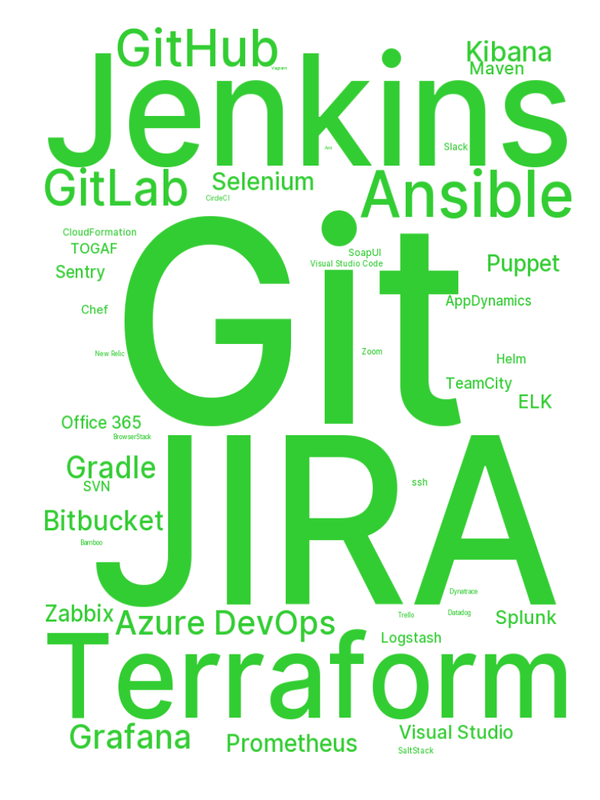 GitHub
Kibana
Maven
Jenkins
Slack
GitLab
Selenium
Ansible
CircleCI
CloudFormation
TOGAF
SoapUI
Visual Studio Code
Puppet
Sentry
Git
AppDynamics
Chef
New Relic
Zoom
Helm
TeamCity
ELK
Office 365
BrowserStack
JIRA
Gradle
SVN
ssh
Bitbucket
Bamboo
Dynatrace
Zabbix
Azure DevOps
Trello
Datadog
Splunk
Logstash
Terraform
Grafana
Prometheus
Visual Studio
SaltStack